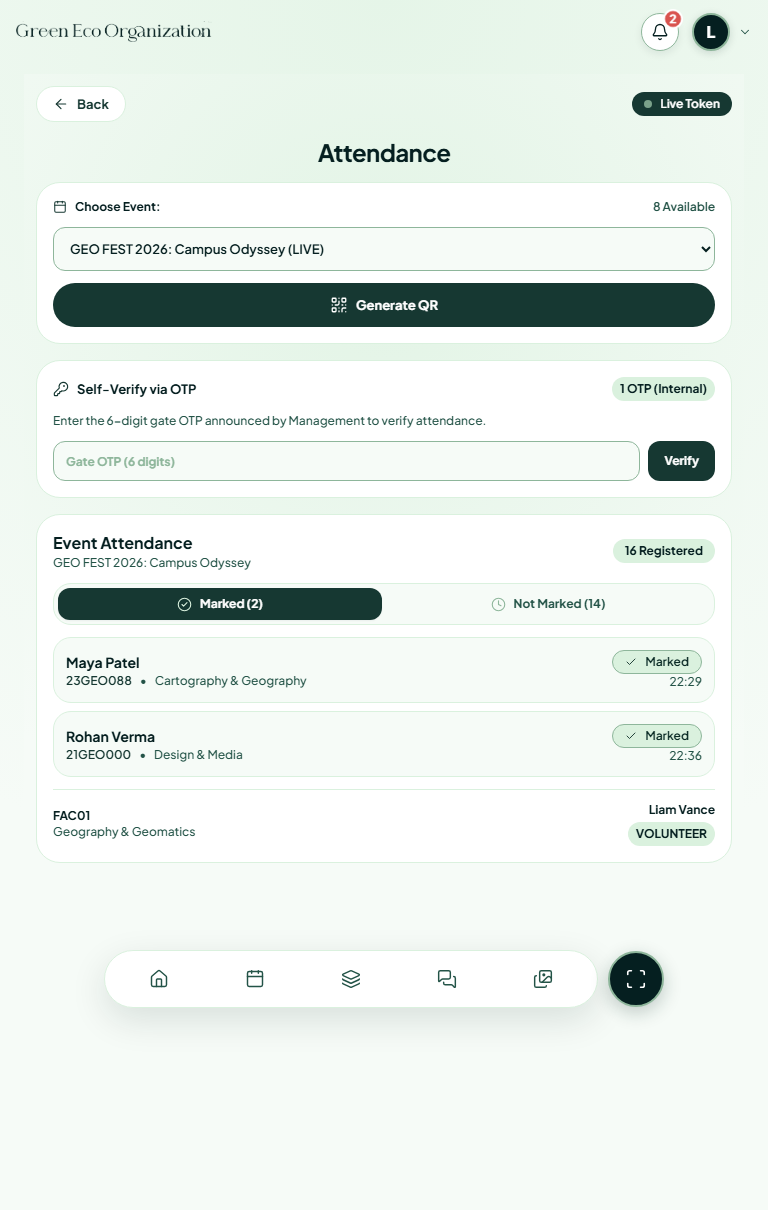 Green Eco Organization
2
L
Back
Live Token
Attendance
Choose Event:
8 Available
GEO FEST 2026: Campus Odyssey (LIVE)
Generate QR
Self-Verify via OTP
1 OTP (Internal)
Enter the 6-digit gate OTP announced by Management to verify attendance.
Gate OTP (6 digits)
Verify
Event Attendance
GEO FEST 2026: Campus Odyssey
16 Registered
Marked (2)
Not Marked (14)
Maya Patel
Marked
23GEO088 • Cartography & Geography
22:29
Rohan Verma
Marked
21GEO000 • Design & Media
22:36
FAC01
Liam Vance
Geography & Geomatics
VOLUNTEER